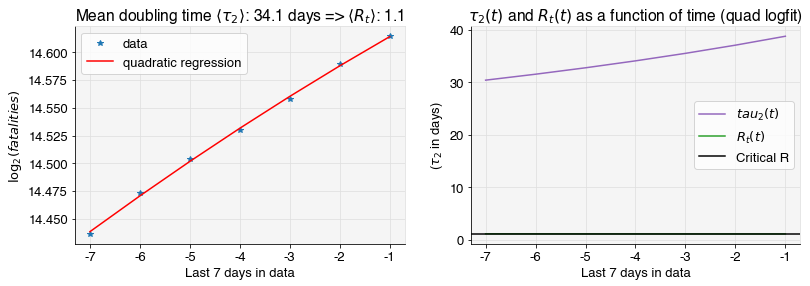 Mean doubling time ⟨τ₂⟩: 34.1 days => ⟨Rₜ⟩: 1.1
data
quadratic regression
log₂(fatalities)
14.600
14.575
14.550
14.525
14.500
14.475
14.450
-7 -6 -5 -4 -3 -2 -1
Last 7 days in data
τ₂(t) and Rₜ(t) as a function of time (quad logfit)
tau₂(t)
Rₜ(t)
Critical R
(τ₂ in days)
40
30
20
10
0
-7 -6 -5 -4 -3 -2 -1
Last 7 days in data